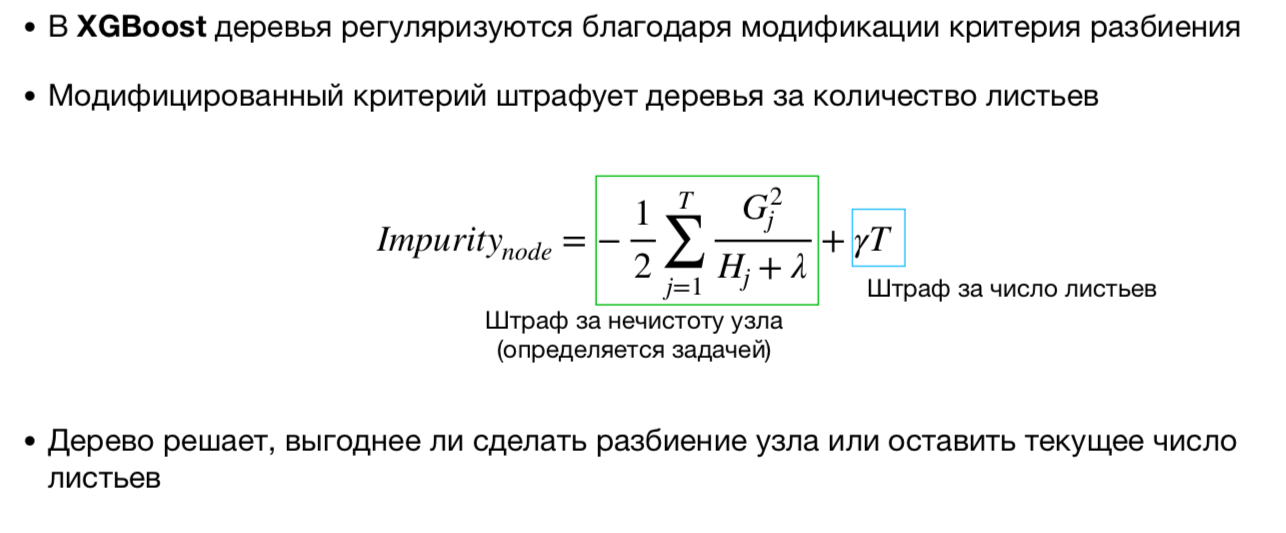 • В XGBoost деревья регуляризуются благодаря модификации критерия разбиения
• Модифицированный критерий штрафует деревья за количество листьев
Impurity_{node} = -\frac{1}{2} \sum_{j=1}^{T} \frac{G_j^2}{H_j + λ} + γT
Штраф за число листьев
Штраф за нечистоту узла
(определяется задачей)
• Дерево решает, выгоднее ли сделать разбиение узла или оставить текущее число
листьев